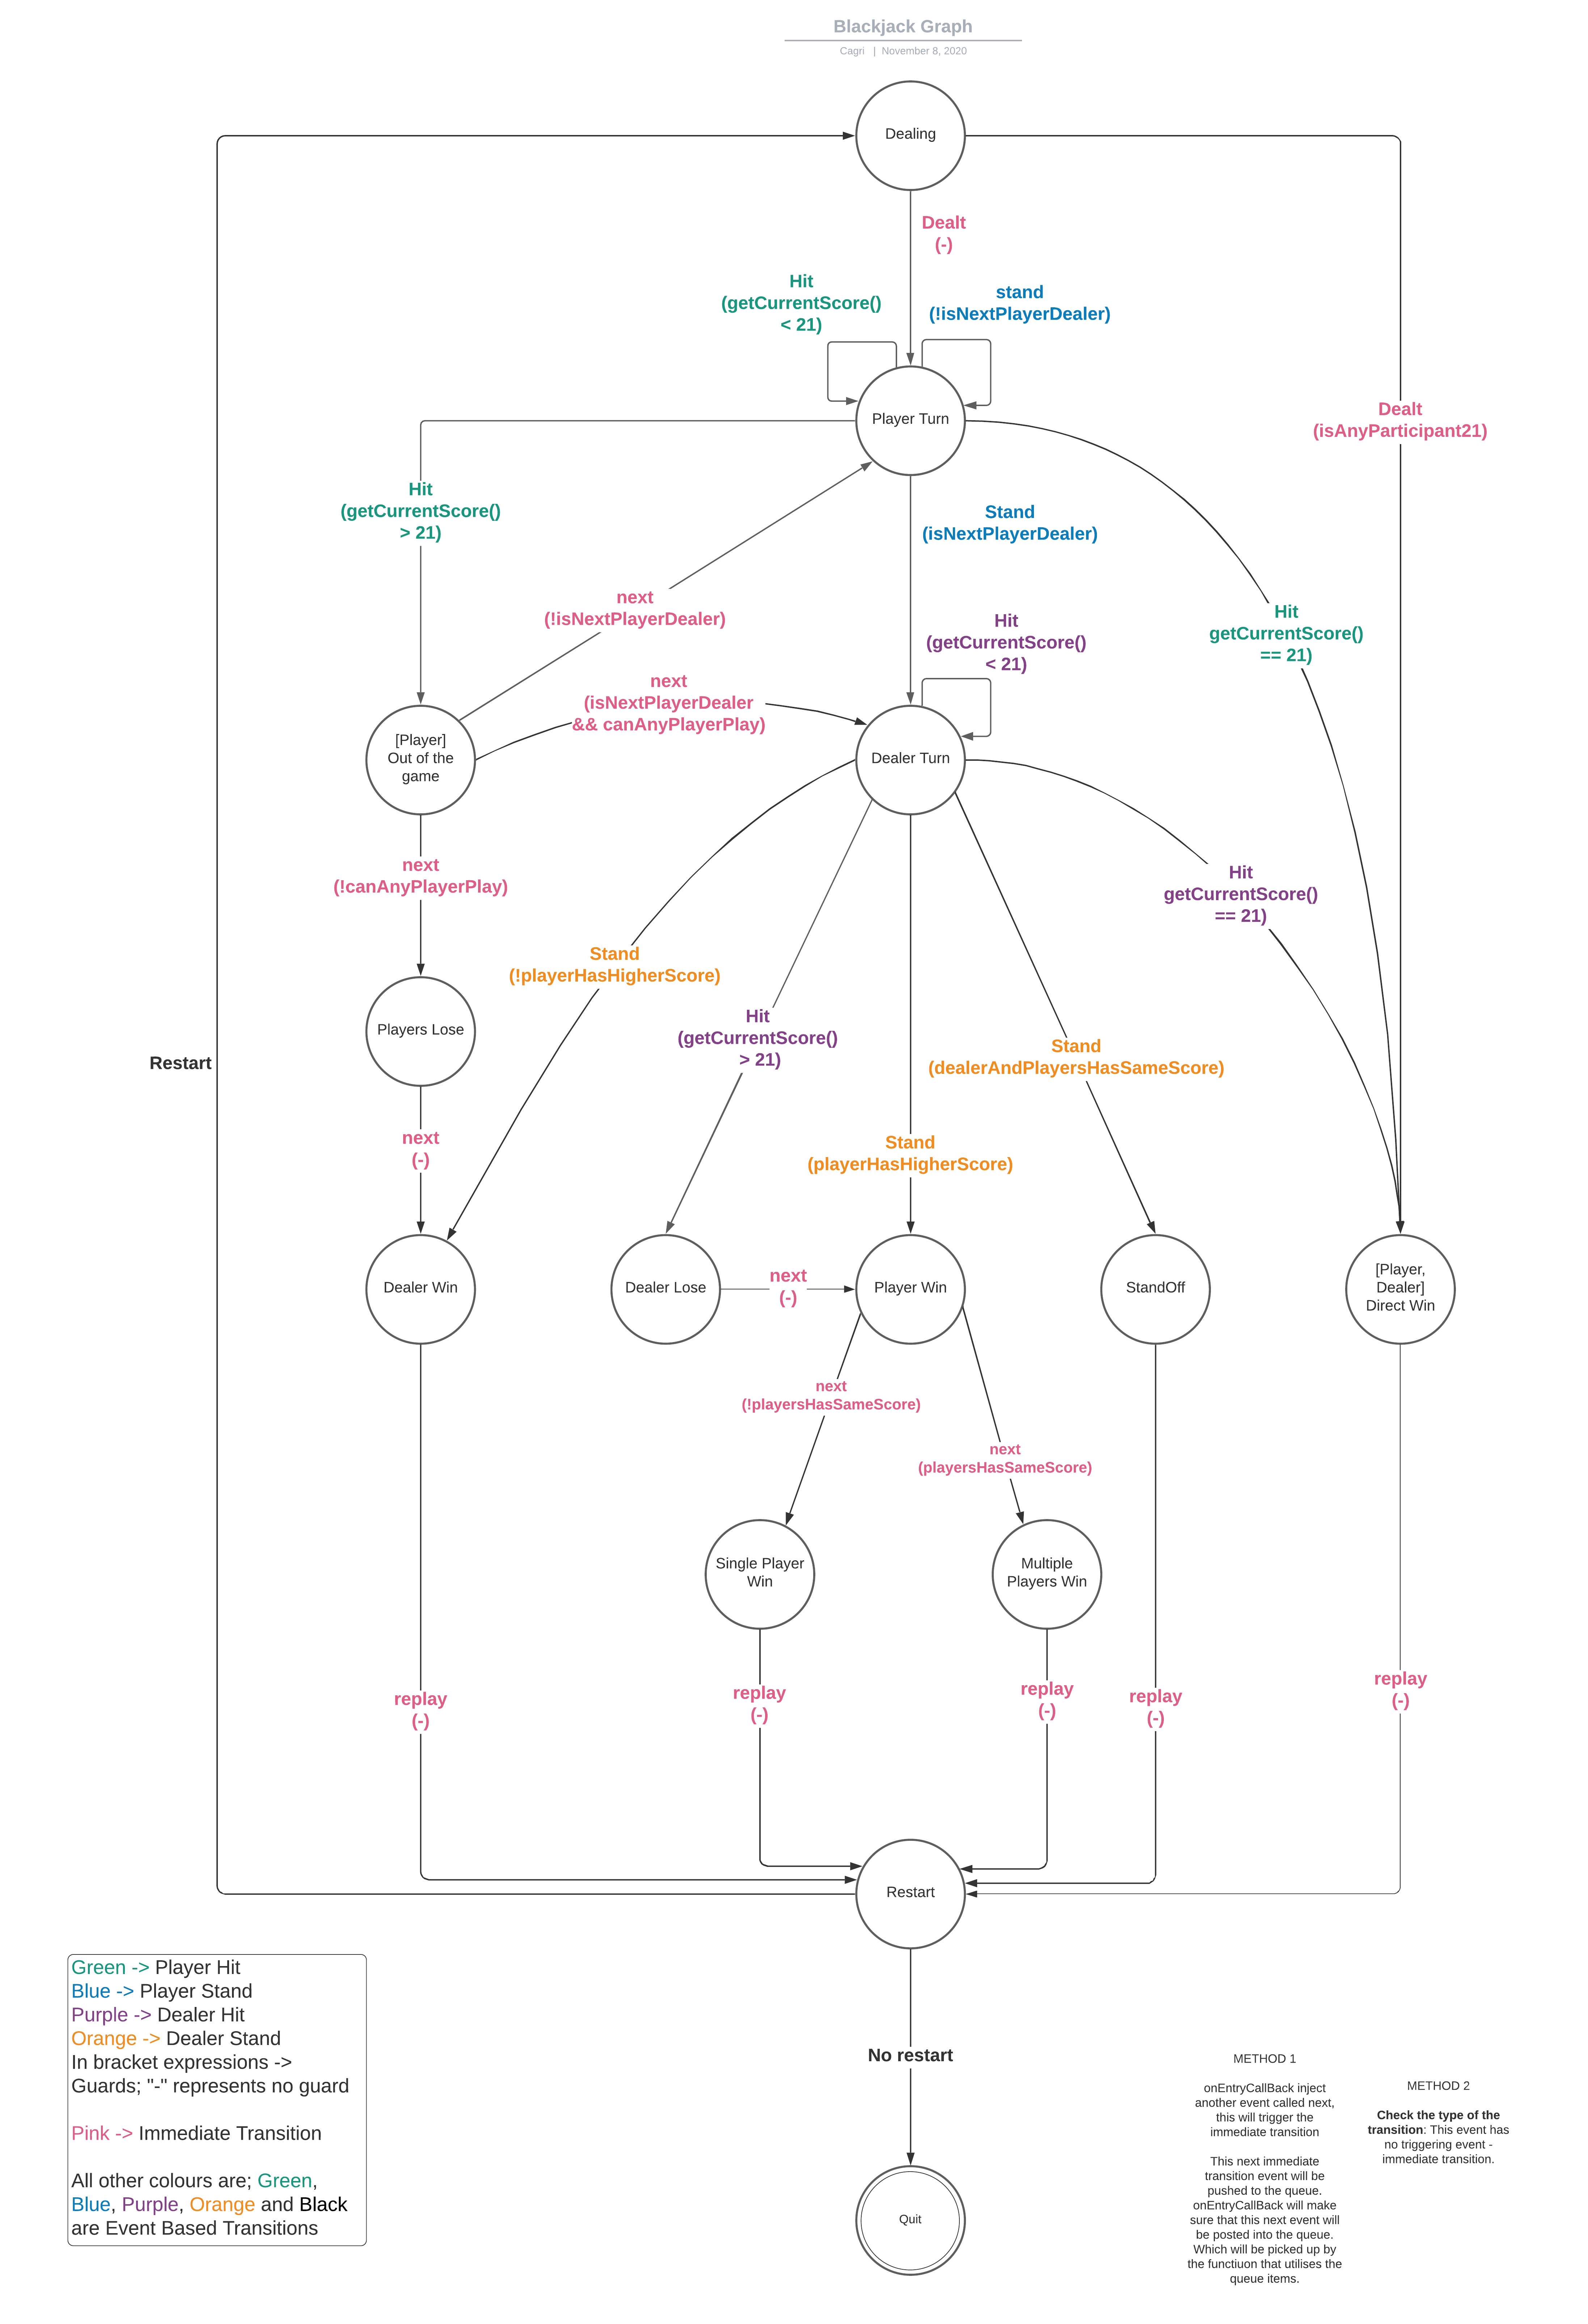 Blackjack Graph
Cagri | November 8, 2020
Dealing
Dealt
(-)
Hit
(getCurrentScore()
< 21)
stand
(!isNextPlayerDealer)
Dealt
(isAnyParticipant21)
Player Turn
Hit
(getCurrentScore()
> 21)
Stand
(isNextPlayerDealer)
next
(!isNextPlayerDealer)
Hit
(getCurrentScore()
< 21)
Hit
getCurrentScore()
== 21)
next
(isNextPlayerDealer
&& canAnyPlayerPlay)
[Player]
Out of the
game
Dealer Turn
next
(!canAnyPlayerPlay)
Hit
getCurrentScore()
== 21)
Stand
(!playerHasHigherScore)
Players Lose
Hit
(getCurrentScore()
> 21)
Stand
(dealerAndPlayersHasSameScore)
Restart
next
(-)
Stand
(playerHasHigherScore)
Dealer Win
Dealer Lose
next
(-)
Player Win
StandOff
[Player,
Dealer]
Direct Win
next
(!playersHasSameScore)
next
(playersHasSameScore)
Single Player
Win
Multiple
Players Win
replay
(-)
replay
(-)
replay
(-)
replay
(-)
replay
(-)
Restart
Green -> Player Hit
Blue -> Player Stand
Purple -> Dealer Hit
Orange -> Dealer Stand
In bracket expressions ->
Guards; "-" represents no guard
Pink -> Immediate Transition
All other colours are; Green,
Blue, Purple, Orange and Black
are Event Based Transitions
No restart
Quit
METHOD 1
onEntryCallBack inject
another event called next,
this will trigger the
immediate transition
This next immediate
transition event will be
pushed to the queue.
onEntryCallBack will make
sure that this next event will
be posted into the queue.
Which will be picked up by
the functiuon that utilises the
queue items.
METHOD 2
Check the type of the
transition: This event has
no triggering event -
immediate transition.